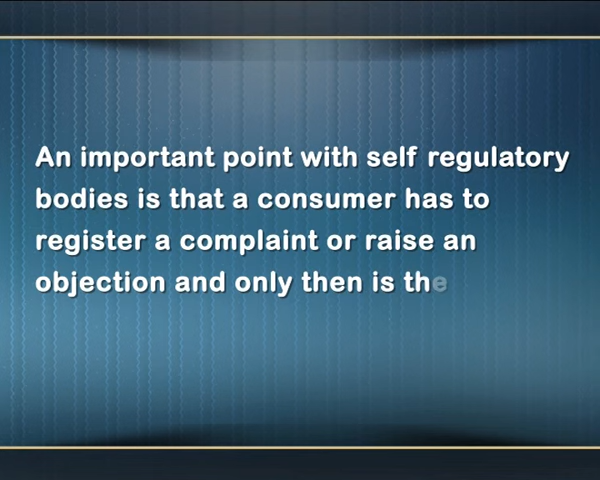 An important point with self regulatory
bodies is that a consumer has to
register a complaint or raise an
objection and only then is the